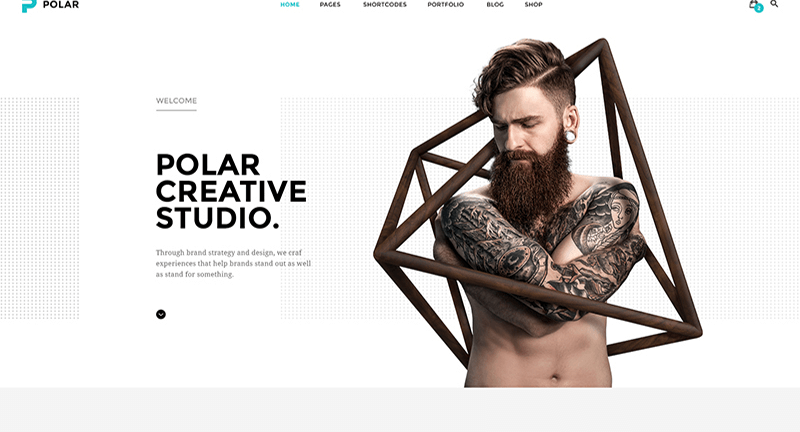 POLAR
HOME PAGES SHORTCODES PORTFOLIO BLOG SHOP
2
WELCOME
POLAR
CREATIVE
STUDIO.
Through brand strategy and design, we craf
experiences that help brands stand out as well
as stand for something.